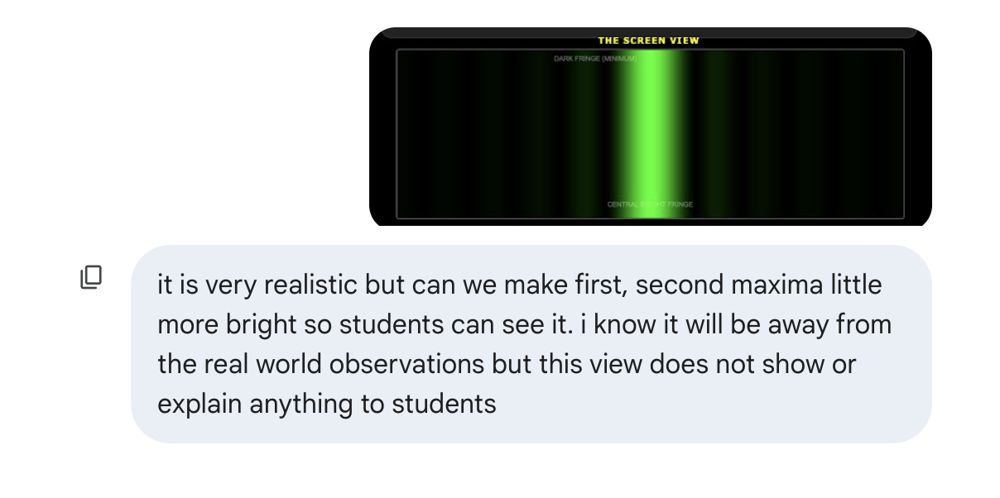 THE SCREEN VIEW
DARK FRINGE (MINIMUM)
CENTRAL BRIGHT FRINGE
it is very realistic but can we make first, second maxima little
more bright so students can see it. i know it will be away from
the real world observations but this view does not show or
explain anything to students